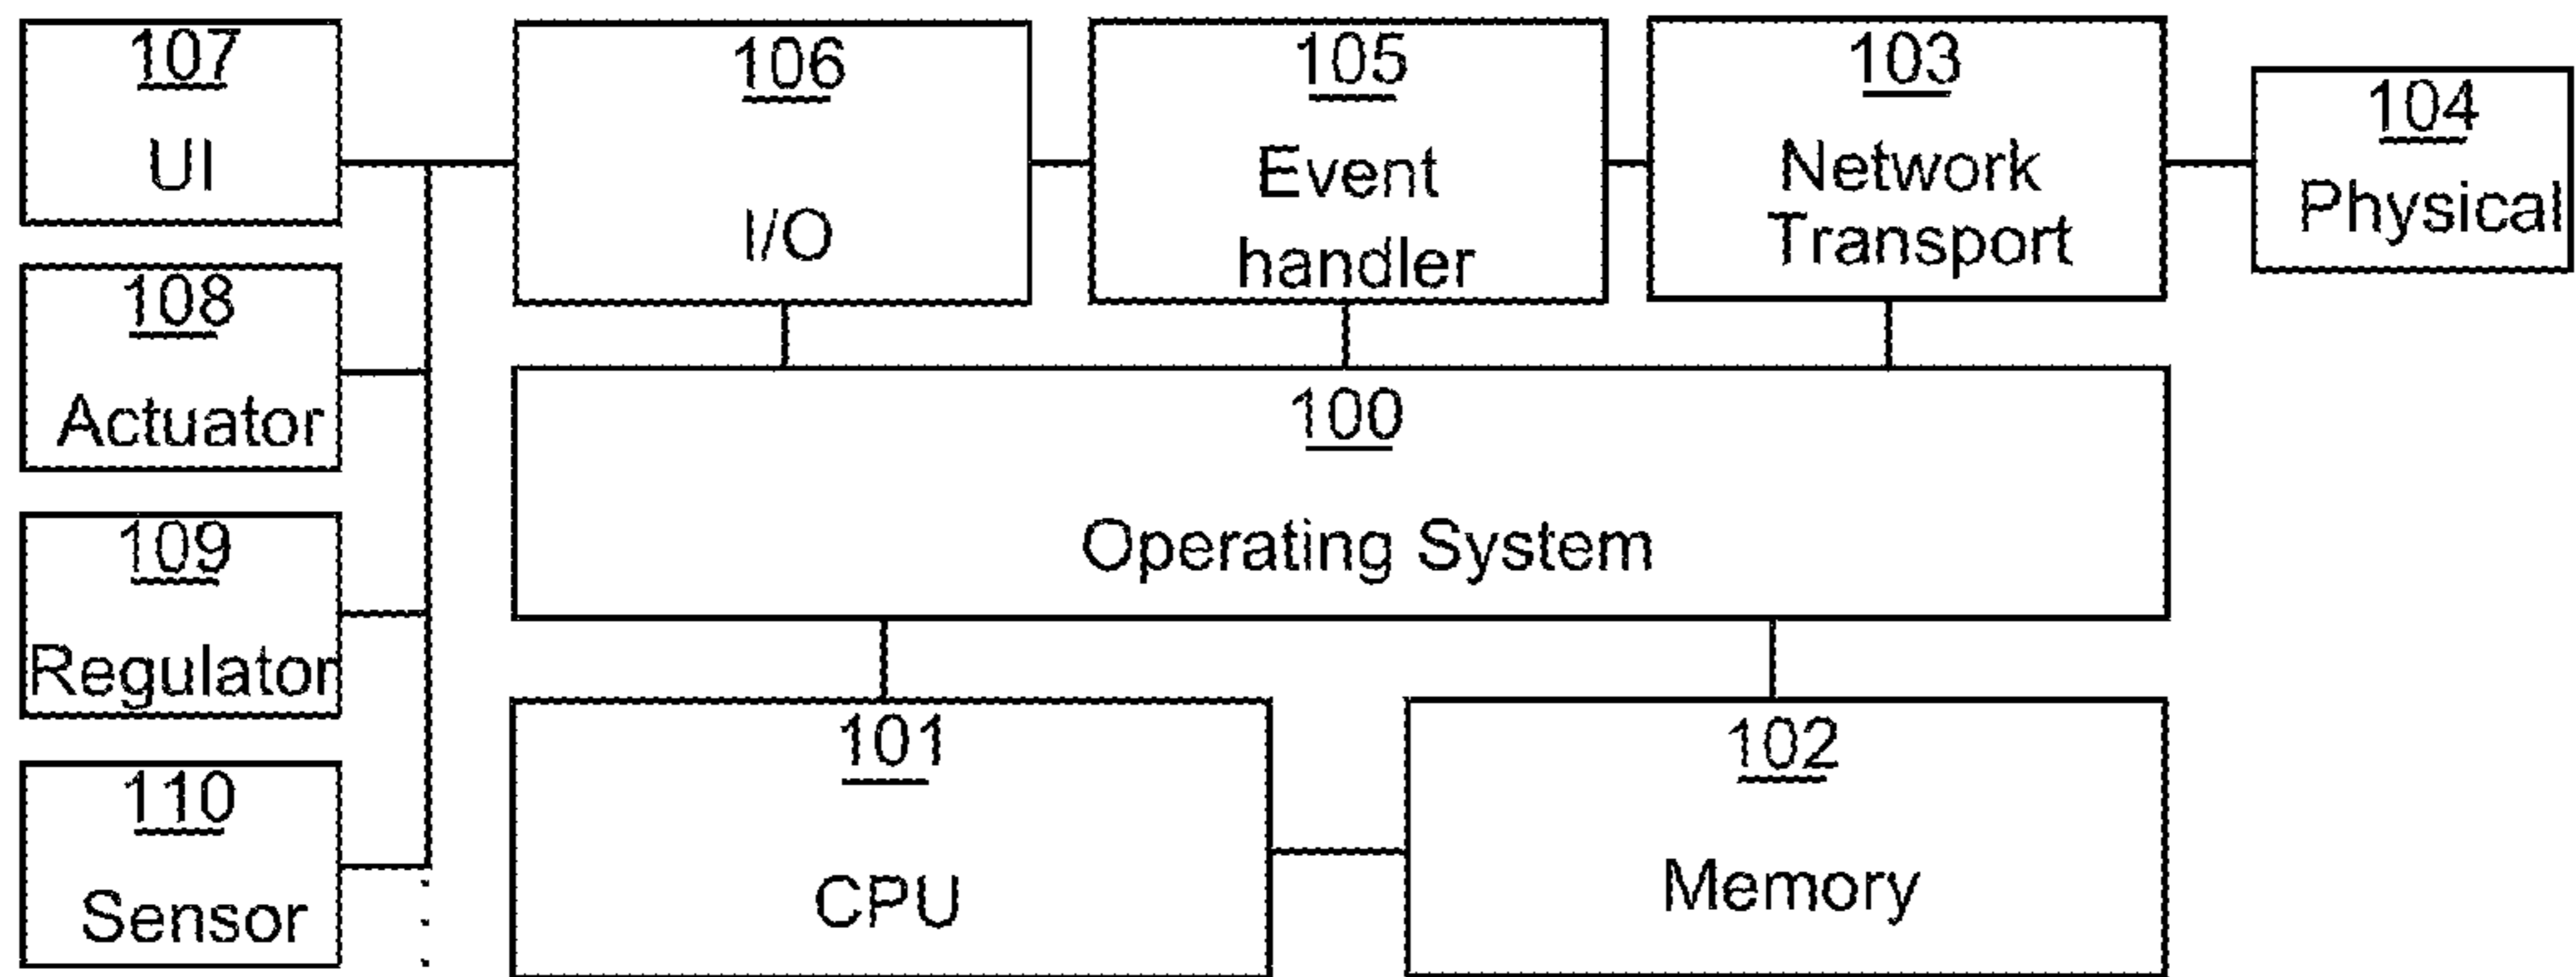 107
UI
106
I/O
105
Event
handler
103
Network
Transport
104
Physical
108
Actuator
100
Operating System
109
Regulator
101
CPU
102
Memory
110
Sensor